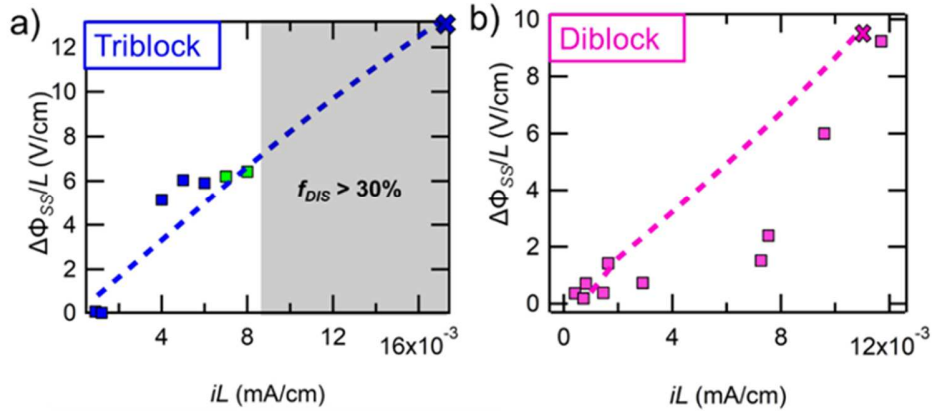 a)
Triblock
ΔΦSS/L (V/cm)
12
10
8
6
4
2
0
fDIS > 30%
4
8
12
16x10⁻³
iL (mA/cm)
b)
Diblock
ΔΦSS/L (V/cm)
10
8
6
4
2
0
0
4
8
12x10⁻³
iL (mA/cm)